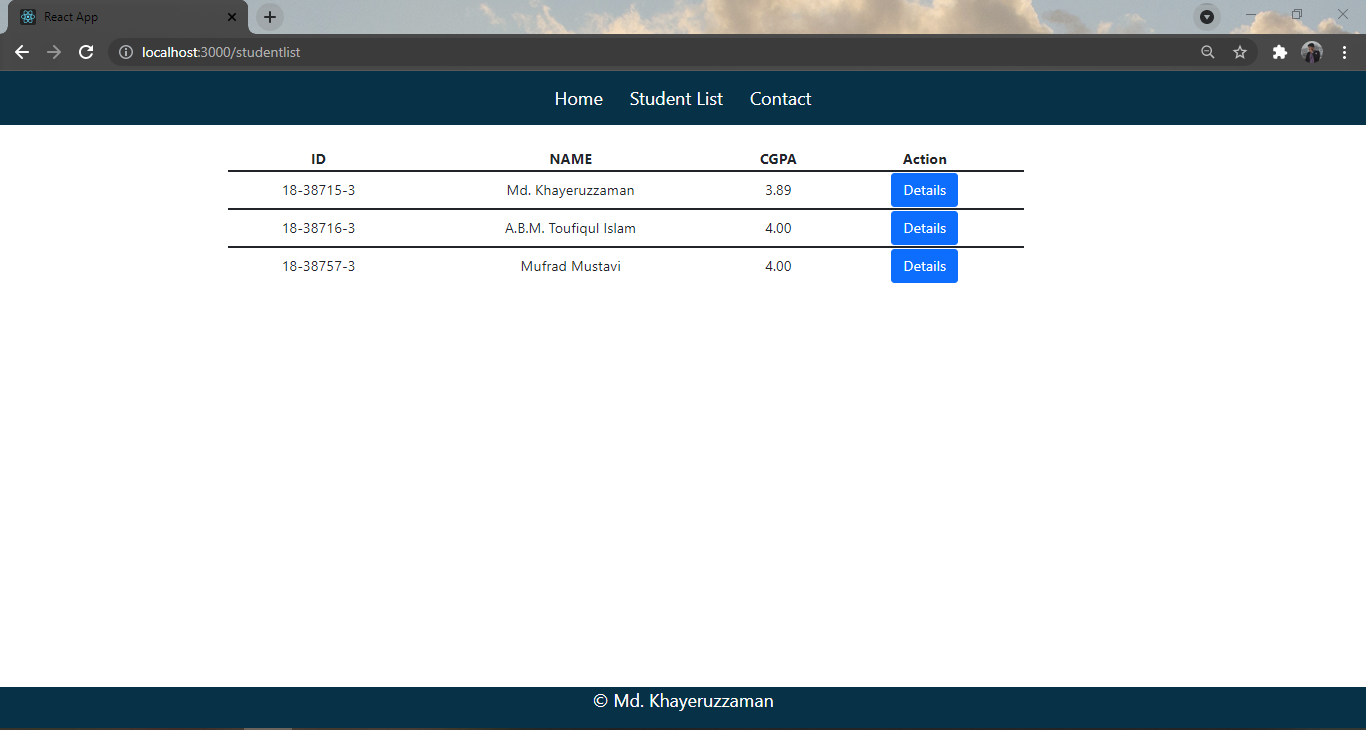 React App
localhost:3000/studentlist
Home Student List Contact
ID NAME CGPA Action
18-38715-3 Md. Khayeruzzaman 3.89 Details
18-38716-3 A.B.M. Toufiqul Islam 4.00 Details
18-38757-3 Mufrad Mustavi 4.00 Details
© Md. Khayeruzzaman